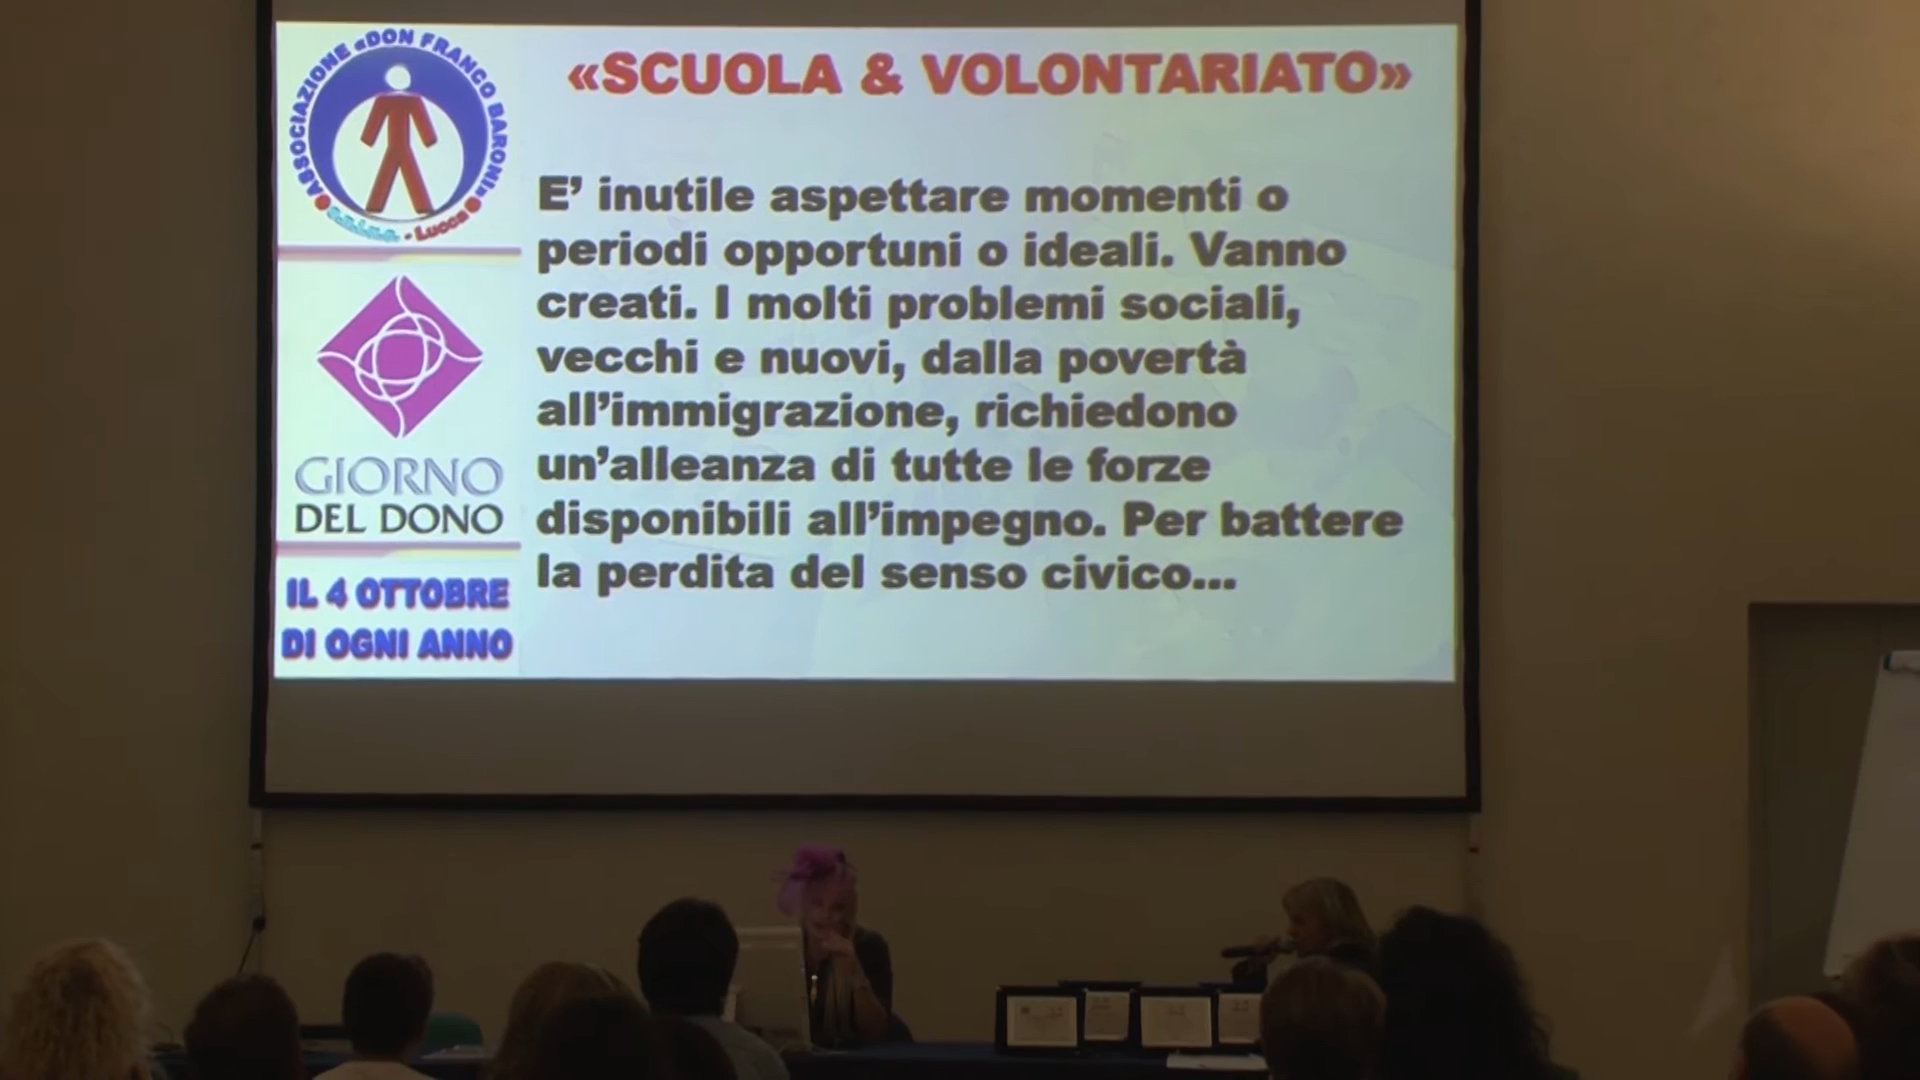 ASSOCIAZIONE «DON FRANCO BARONI»
- Lucca
GIORNO
DEL DONO
IL 4 OTTOBRE
DI OGNI ANNO
«SCUOLA & VOLONTARIATO»
E’ inutile aspettare momenti o
periodi opportuni o ideali. Vanno
creati. I molti problemi sociali,
vecchi e nuovi, dalla povertà
all’immigrazione, richiedono
un’alleanza di tutte le forze
disponibili all’impegno. Per battere
la perdita del senso civico...